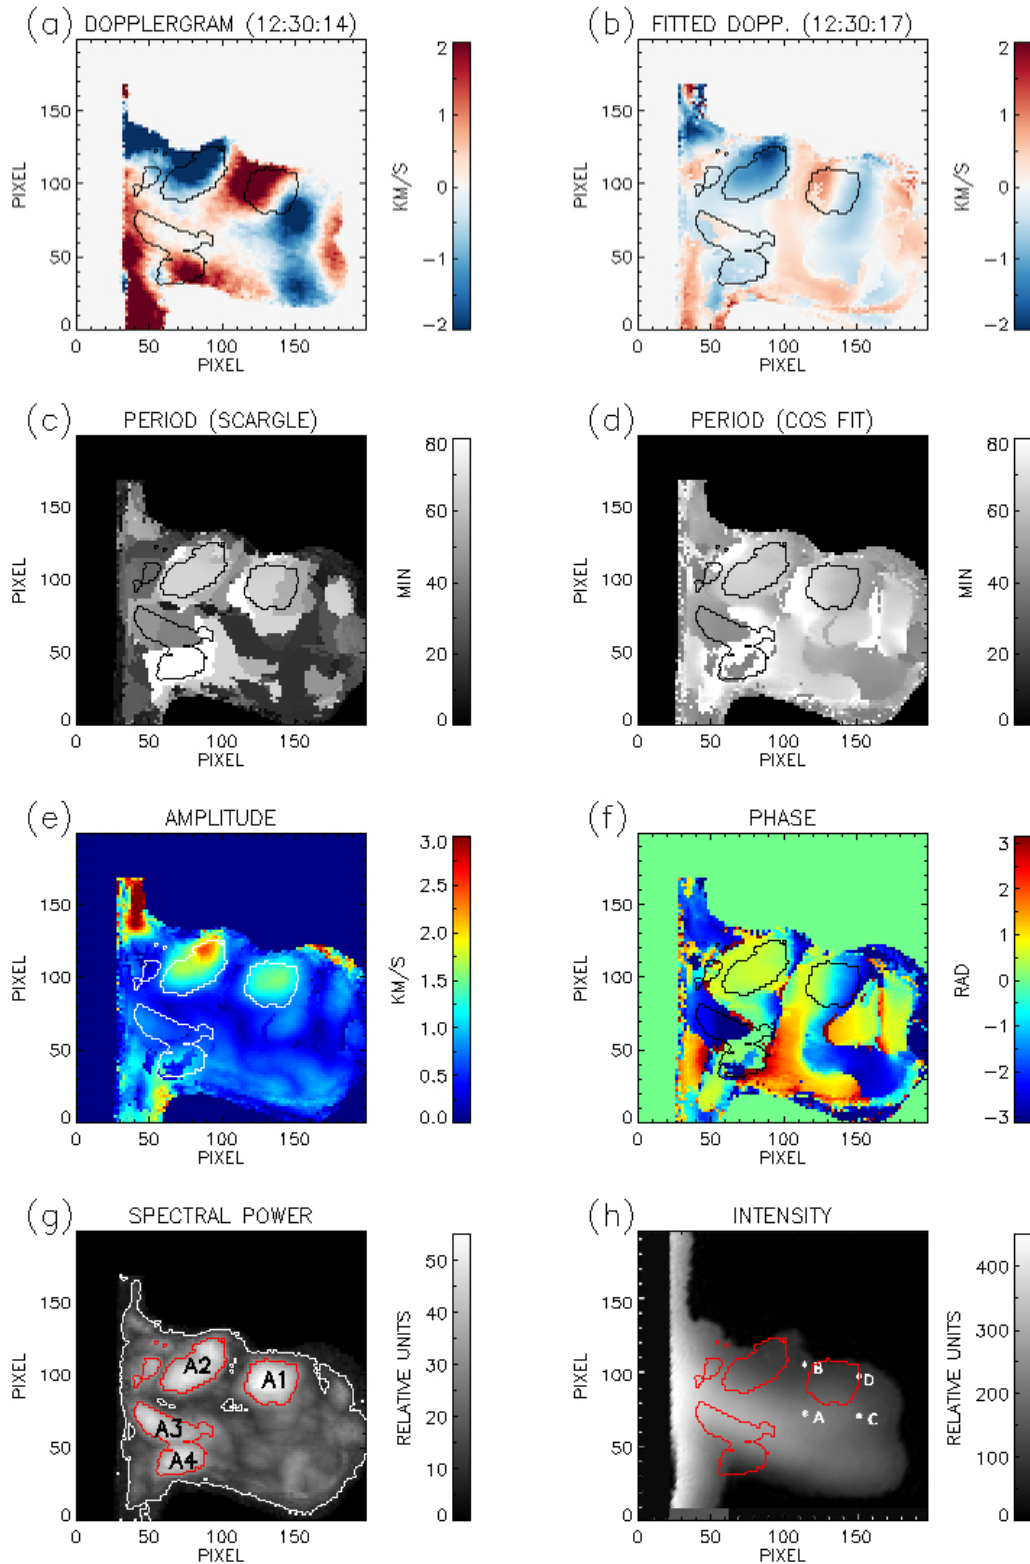 (a) DOPPLERGRAM (12:30:14)
2
1
0
−1
−2
KM/S
150
100
50
0
PIXEL
0 50 100 150
PIXEL
(b) FITTED DOPP. (12:30:17)
2
1
0
−1
−2
KM/S
150
100
50
0
PIXEL
0 50 100 150
PIXEL
(c) PERIOD (SCARGLE)
80
60
40
20
0
MIN
150
100
50
0
PIXEL
0 50 100 150
PIXEL
(d) PERIOD (COS FIT)
80
60
40
20
0
MIN
150
100
50
0
PIXEL
0 50 100 150
PIXEL
(e) AMPLITUDE
3.0
2.5
2.0
1.5
1.0
0.5
0.0
KM/S
150
100
50
0
PIXEL
0 50 100 150
PIXEL
(f) PHASE
3
2
1
0
−1
−2
−3
RAD
150
100
50
0
PIXEL
0 50 100 150
PIXEL
(g) SPECTRAL POWER
50
40
30
20
10
0
RELATIVE UNITS
150
100
50
0
PIXEL
A2
A1
A3
A4
0 50 100 150
PIXEL
(h) INTENSITY
400
300
200
100
0
RELATIVE UNITS
150
100
50
0
PIXEL
B
D
A
C
0 50 100 150
PIXEL